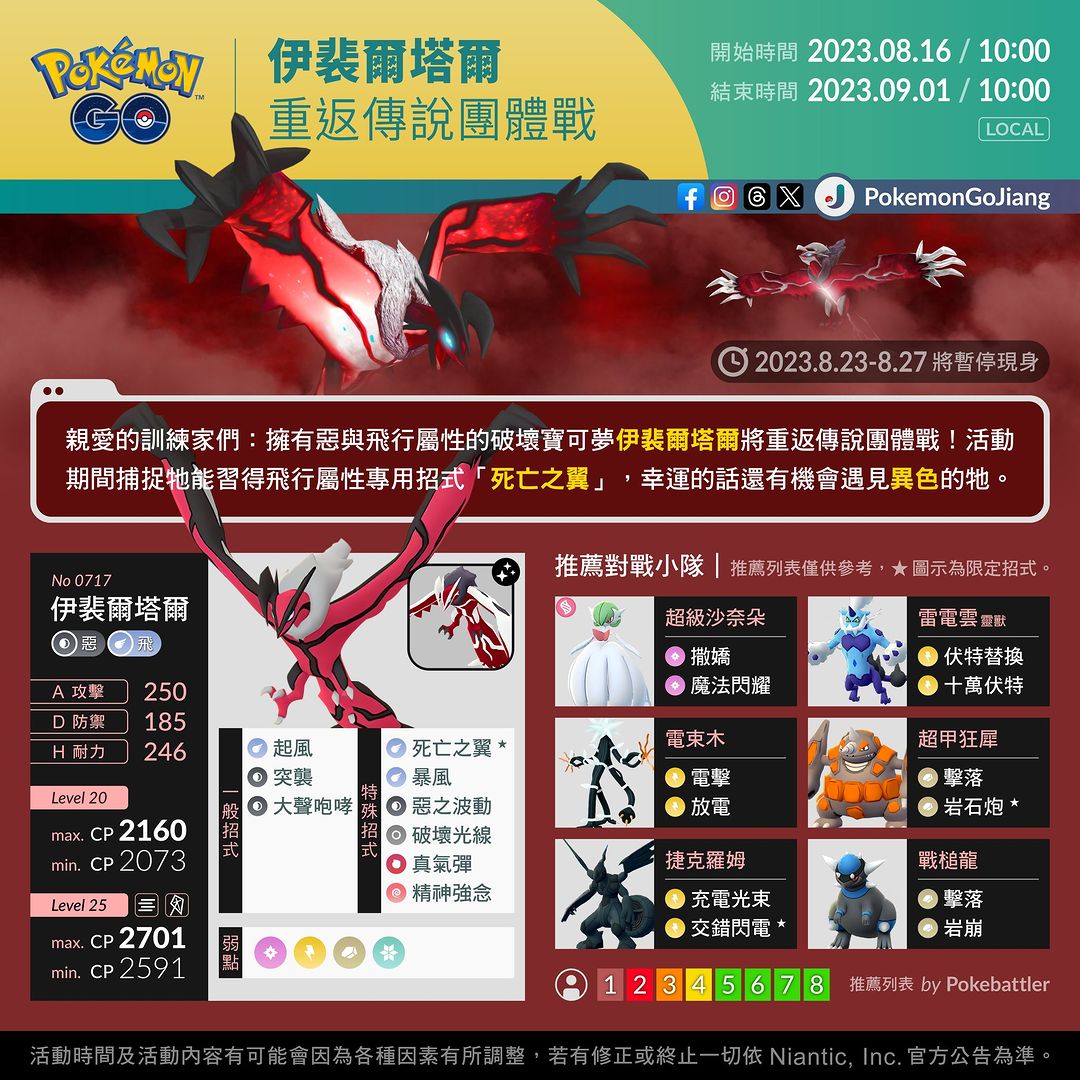 POKéMON
GO
TM
伊裴爾塔爾
重返傳說團體戰
開始時間 2023.08.16 / 10:00
結束時間 2023.09.01 / 10:00
LOCAL
PokemonGoJiang
2023.8.23-8.27 將暫停現身
親愛的訓練家們：擁有惡與飛行屬性的破壞寶可夢伊裴爾塔爾將重返傳說團體戰！活動
期間捕捉牠能習得飛行屬性專用招式「死亡之翼」，幸運的話還有機會遇見異色的牠。
No 0717
伊裴爾塔爾
惡 飛
A 攻擊 250
D 防禦 185
H 耐力 246
Level 20
max. CP 2160
min. CP 2073
Level 25
max. CP 2701
min. CP 2591
一般招式
起風
突襲
大聲咆哮
特殊招式
死亡之翼 ★
暴風
惡之波動
破壞光線
真氣彈
精神強念
弱點
推薦對戰小隊｜推薦列表僅供參考，★ 圖示為限定招式。
超級沙奈朵
撒嬌
魔法閃耀
雷電雲 靈獸
伏特替換
十萬伏特
電束木
電擊
放電
超甲狂犀
擊落
岩石炮 ★
捷克羅姆
充電光束
交錯閃電 ★
戰槌龍
擊落
岩崩
1 2 3 4 5 6 7 8
推薦列表 by Pokebattler
活動時間及活動內容有可能會因為各種因素有所調整，若有修正或終止一切依 Niantic, Inc. 官方公告為準。